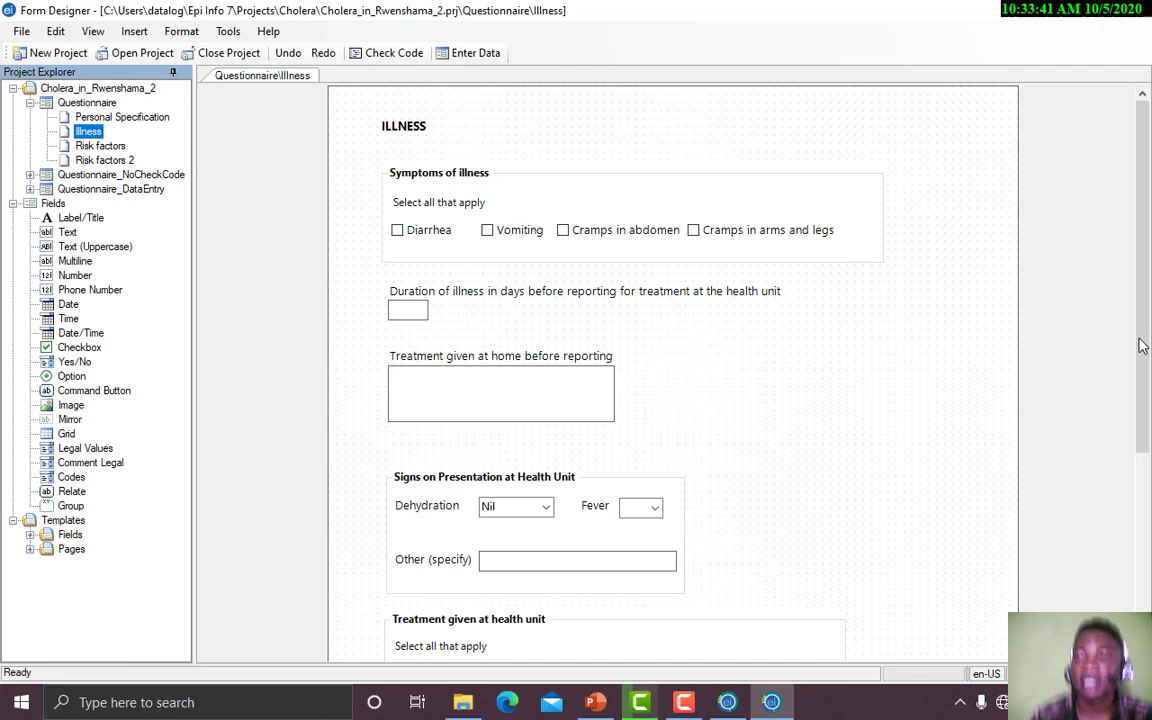 Form Designer - [C:\Users\datalog\Epi Info 7\Projects\Cholera\Cholera_in_Rwenshama_2.prj\Questionnaire\Illness]
10:33:41 AM 10/5/2020
File Edit View Insert Format Tools Help
New Project Open Project Close Project Undo Redo Check Code Enter Data
Project Explorer
Cholera_in_Rwenshama_2
Questionnaire
Personal Specification
Illness
Risk factors
Risk factors 2
Questionnaire_NoCheckCode
Questionnaire_DataEntry
Fields
Label/Title
Text
Text (Uppercase)
Multiline
Number
Phone Number
Date
Time
Date/Time
Checkbox
Yes/No
Option
Command Button
Image
Mirror
Grid
Legal Values
Comment Legal
Codes
Relate
Group
Templates
Fields
Pages
Questionnaire\Illness
ILLNESS
Symptoms of illness
Select all that apply
Diarrhea Vomiting Cramps in abdomen Cramps in arms and legs
Duration of illness in days before reporting for treatment at the health unit
Treatment given at home before reporting
Signs on Presentation at Health Unit
Dehydration Nil Fever
Other (specify)
Treatment given at health unit
Select all that apply
Ready
en-US
Type here to search